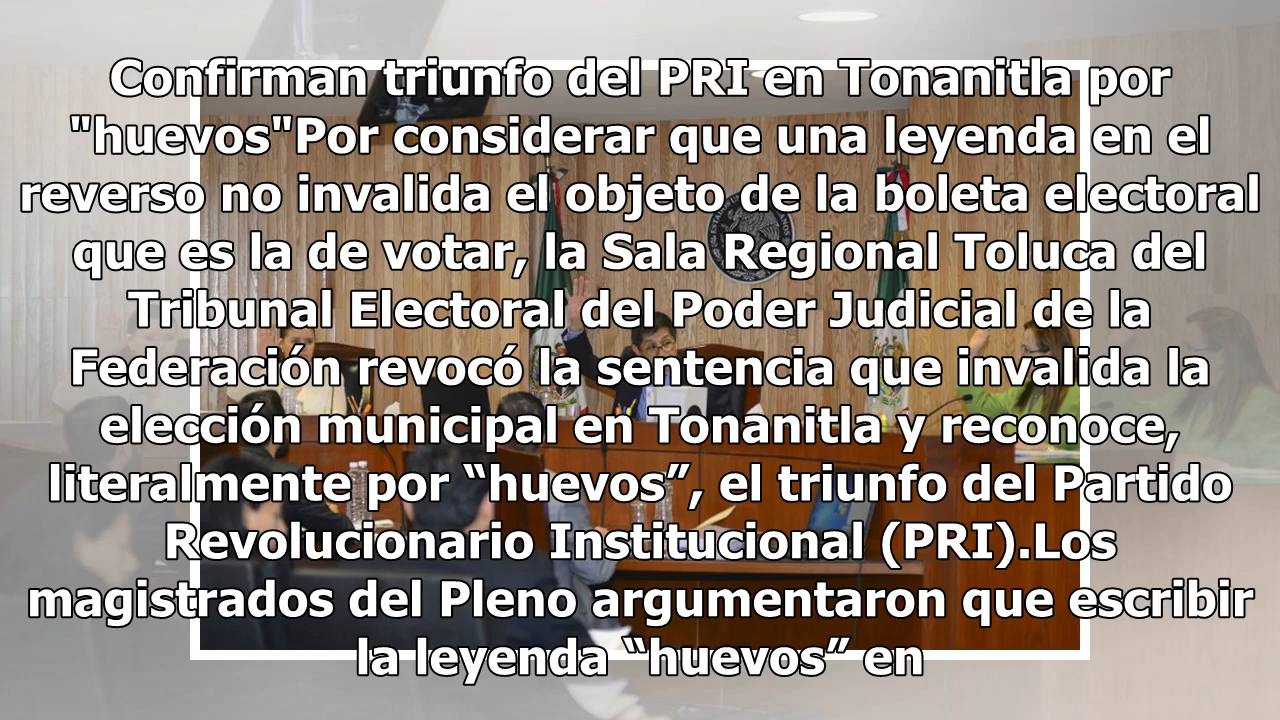 Confirman triunfo del PRI en Tonanitla por
"huevos"Por considerar que una leyenda en el
reverso no invalida el objeto de la boleta electoral
que es la de votar, la Sala Regional Toluca del
Tribunal Electoral del Poder Judicial de la
Federación revocó la sentencia que invalida la
elección municipal en Tonanitla y reconoce,
literalmente por “huevos”, el triunfo del Partido
Revolucionario Institucional (PRI).Los
magistrados del Pleno argumentaron que escribir
la leyenda “huevos” en